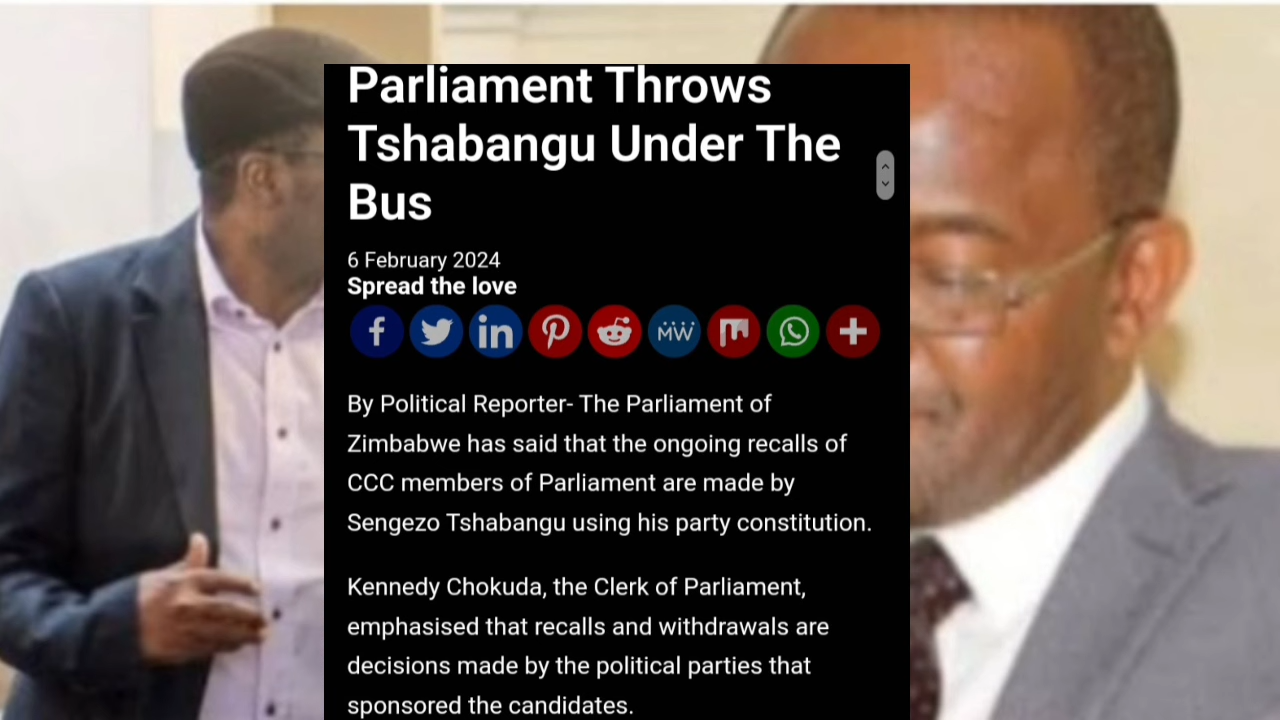 Parliament Throws
Tshabangu Under The
Bus
6 February 2024
Spread the love
MW
By Political Reporter- The Parliament of
Zimbabwe has said that the ongoing recalls of
CCC members of Parliament are made by
Sengezo Tshabangu using his party constitution.
Kennedy Chokuda, the Clerk of Parliament,
emphasised that recalls and withdrawals are
decisions made by the political parties that
sponsored the candidates.